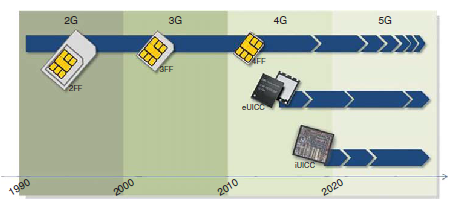 2G 3G 4G 5G
2FF
3FF
4FF
eUICC
iUICC
1990 2000 2010 2020